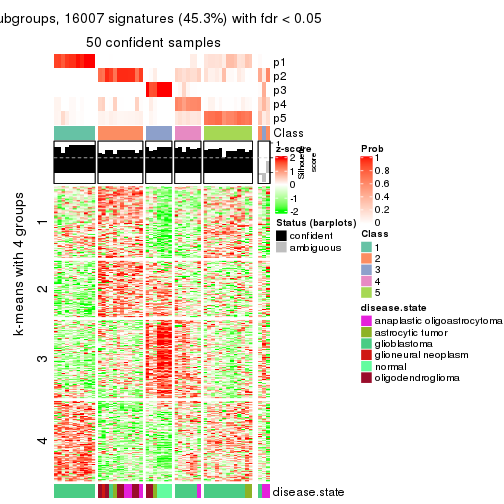 ubgroups, 16007 signatures (45.3%) with fdr < 0.05
50 confident samples
p1
p2
p3
p4
p5
Class
1
z-score
2
1
0
-1
-2
Silhouette
score
Status (barplots)
confident
ambiguous
Prob
1
0.8
0.6
0.4
0.2
0
Class
1
2
3
4
5
disease.state
anaplastic oligoastrocytoma
astrocytic tumor
glioblastoma
glioneural neoplasm
normal
oligodendroglioma
k-means with 4 groups
1
2
3
4
disease.state